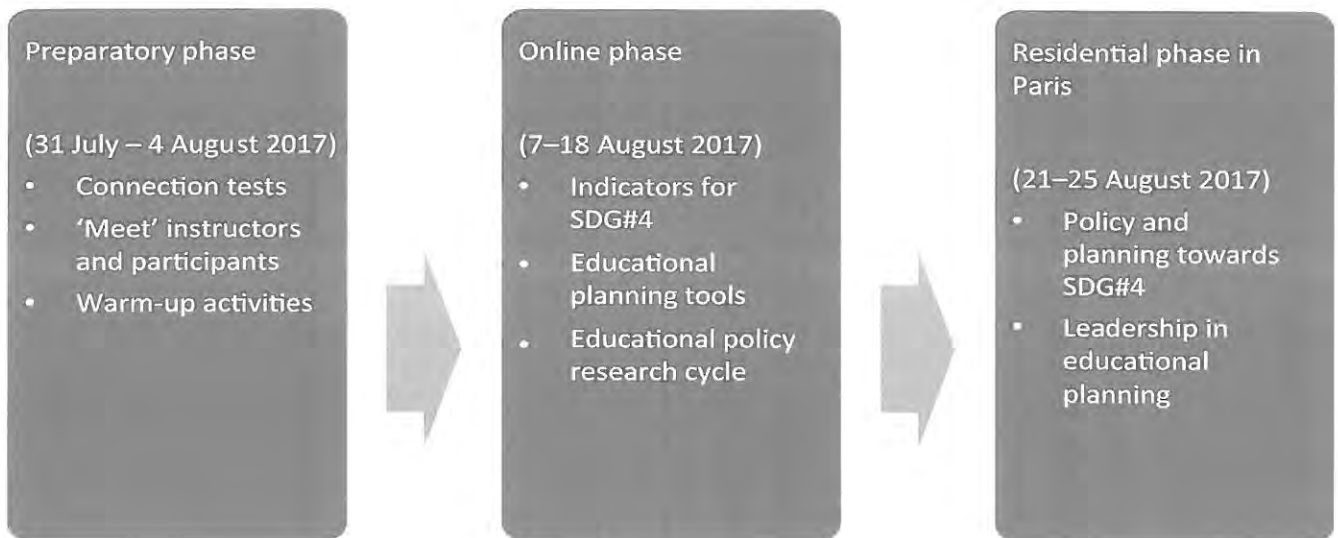 Preparatory phase
(31 July – 4 August 2017)
• Connection tests
• ‘Meet’ instructors
and participants
• Warm-up activities
Online phase
(7–18 August 2017)
• Indicators for
SDG#4
• Educational
planning tools
• Educational policy
research cycle
Residential phase in
Paris
(21–25 August 2017)
• Policy and
planning towards
SDG#4
• Leadership in
educational
planning